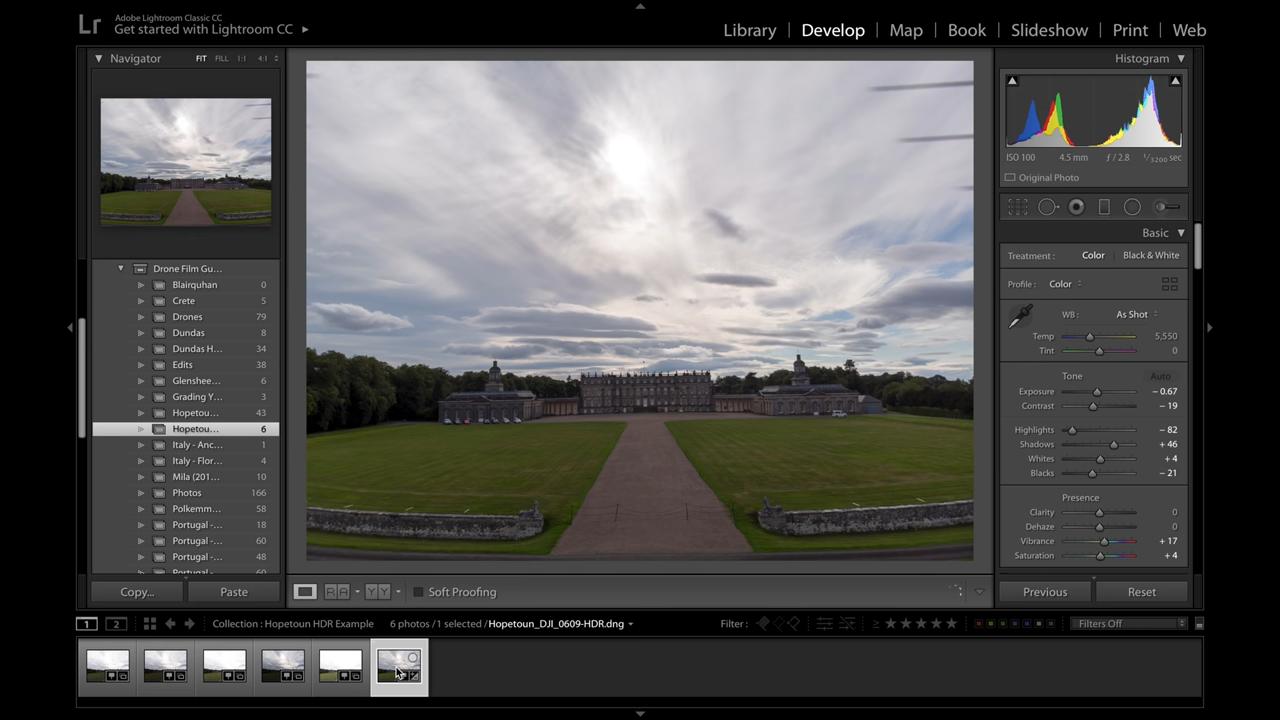 Lr
Adobe Lightroom Classic CC
Get started with Lightroom CC ▶
Library | Develop | Map | Book | Slideshow | Print | Web
Navigator FIT FILL 1:1 4:1
Drone Film Gu...
Blairquhan 0
Crete 5
Drones 79
Dundas 8
Dundas H... 34
Edits 38
Glenshee... 6
Grading Y... 3
Hopetou... 43
Hopetou... 6
Italy - Anc... 1
Italy - Flor... 4
Mila (201... 10
Photos 166
Polkemm... 58
Portugal -... 18
Portugal -... 60
Portugal -... 48
Portugal -... 60
Copy... Paste
Histogram
ISO 100 4.5 mm ƒ / 2.8 1/3200 sec
Original Photo
Basic
Treatment : Color Black & White
Profile : Color
WB : As Shot
Temp 5,550
Tint 0
Tone Auto
Exposure − 0.67
Contrast − 19
Highlights − 82
Shadows + 46
Whites + 4
Blacks − 21
Presence
Clarity 0
Dehaze 0
Vibrance + 17
Saturation + 4
Previous Reset
R A Y Y Soft Proofing
1 2 Collection : Hopetoun HDR Example 6 photos / 1 selected / Hopetoun_DJI_0609-HDR.dng Filter : ≥ ★ ★ ★ ★ ★ Filters Off